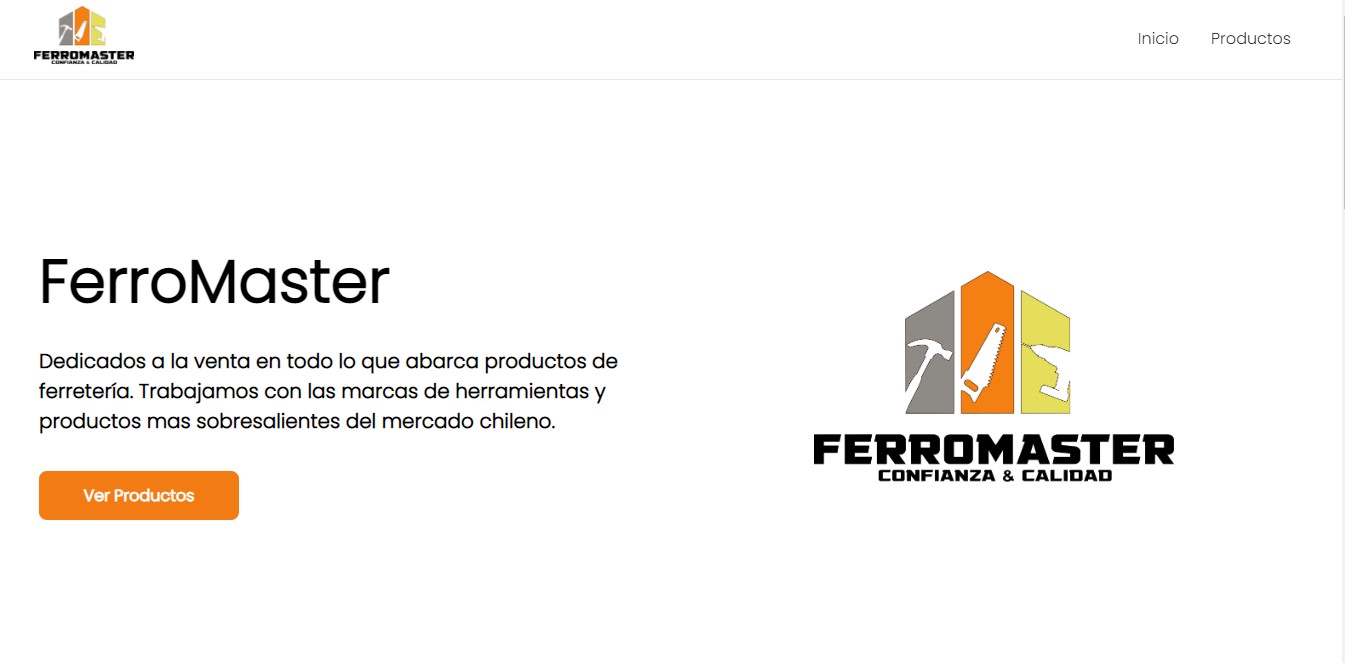 FERROMASTER
CONFIANZA & CALIDAD
Inicio
Productos
FerroMaster
Dedicados a la venta en todo lo que abarca productos de
ferretería. Trabajamos con las marcas de herramientas y
productos mas sobresalientes del mercado chileno.
Ver Productos
FERROMASTER
CONFIANZA & CALIDAD